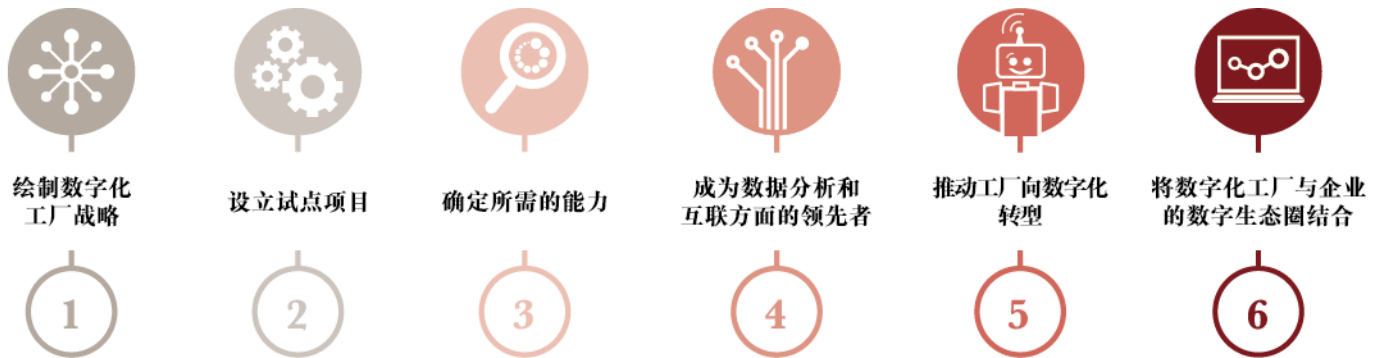 绘制数字化
工厂战略
设立试点项目
确定所需的能力
成为数据分析和
互联方面的领先者
推动工厂向数字化
转型
将数字化工厂与企业
的数字生态圈结合
1
2
3
4
5
6